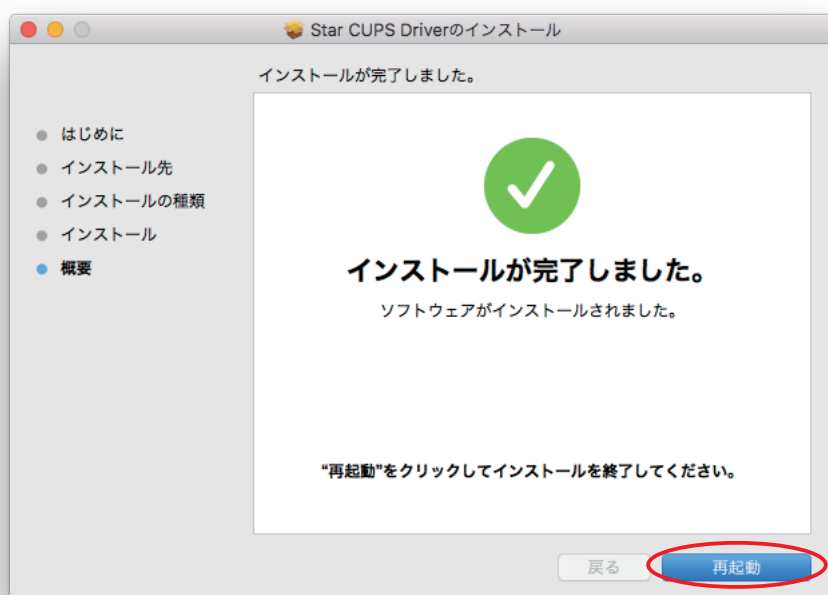 Star CUPS Driverのインストール
インストールが完了しました。
はじめに
インストール先
インストールの種類
インストール
概要
インストールが完了しました。
ソフトウェアがインストールされました。
“再起動”をクリックしてインストールを終了してください。
戻る
再起動